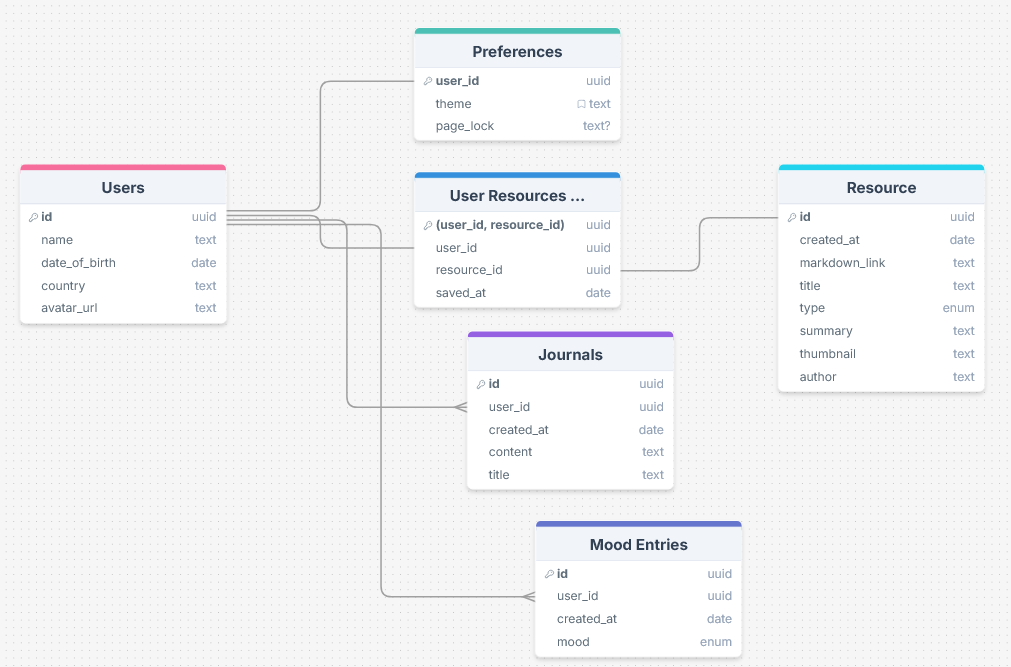 Preferences
user_id uuid
theme text
page_lock text?
Users
id uuid
name text
date_of_birth date
country text
avatar_url text
User Resources ...
(user_id, resource_id) uuid
user_id uuid
resource_id uuid
saved_at date
Resource
id uuid
created_at date
markdown_link text
title text
type enum
summary text
thumbnail text
author text
Journals
id uuid
user_id uuid
created_at date
content text
title text
Mood Entries
id uuid
user_id uuid
created_at date
mood enum